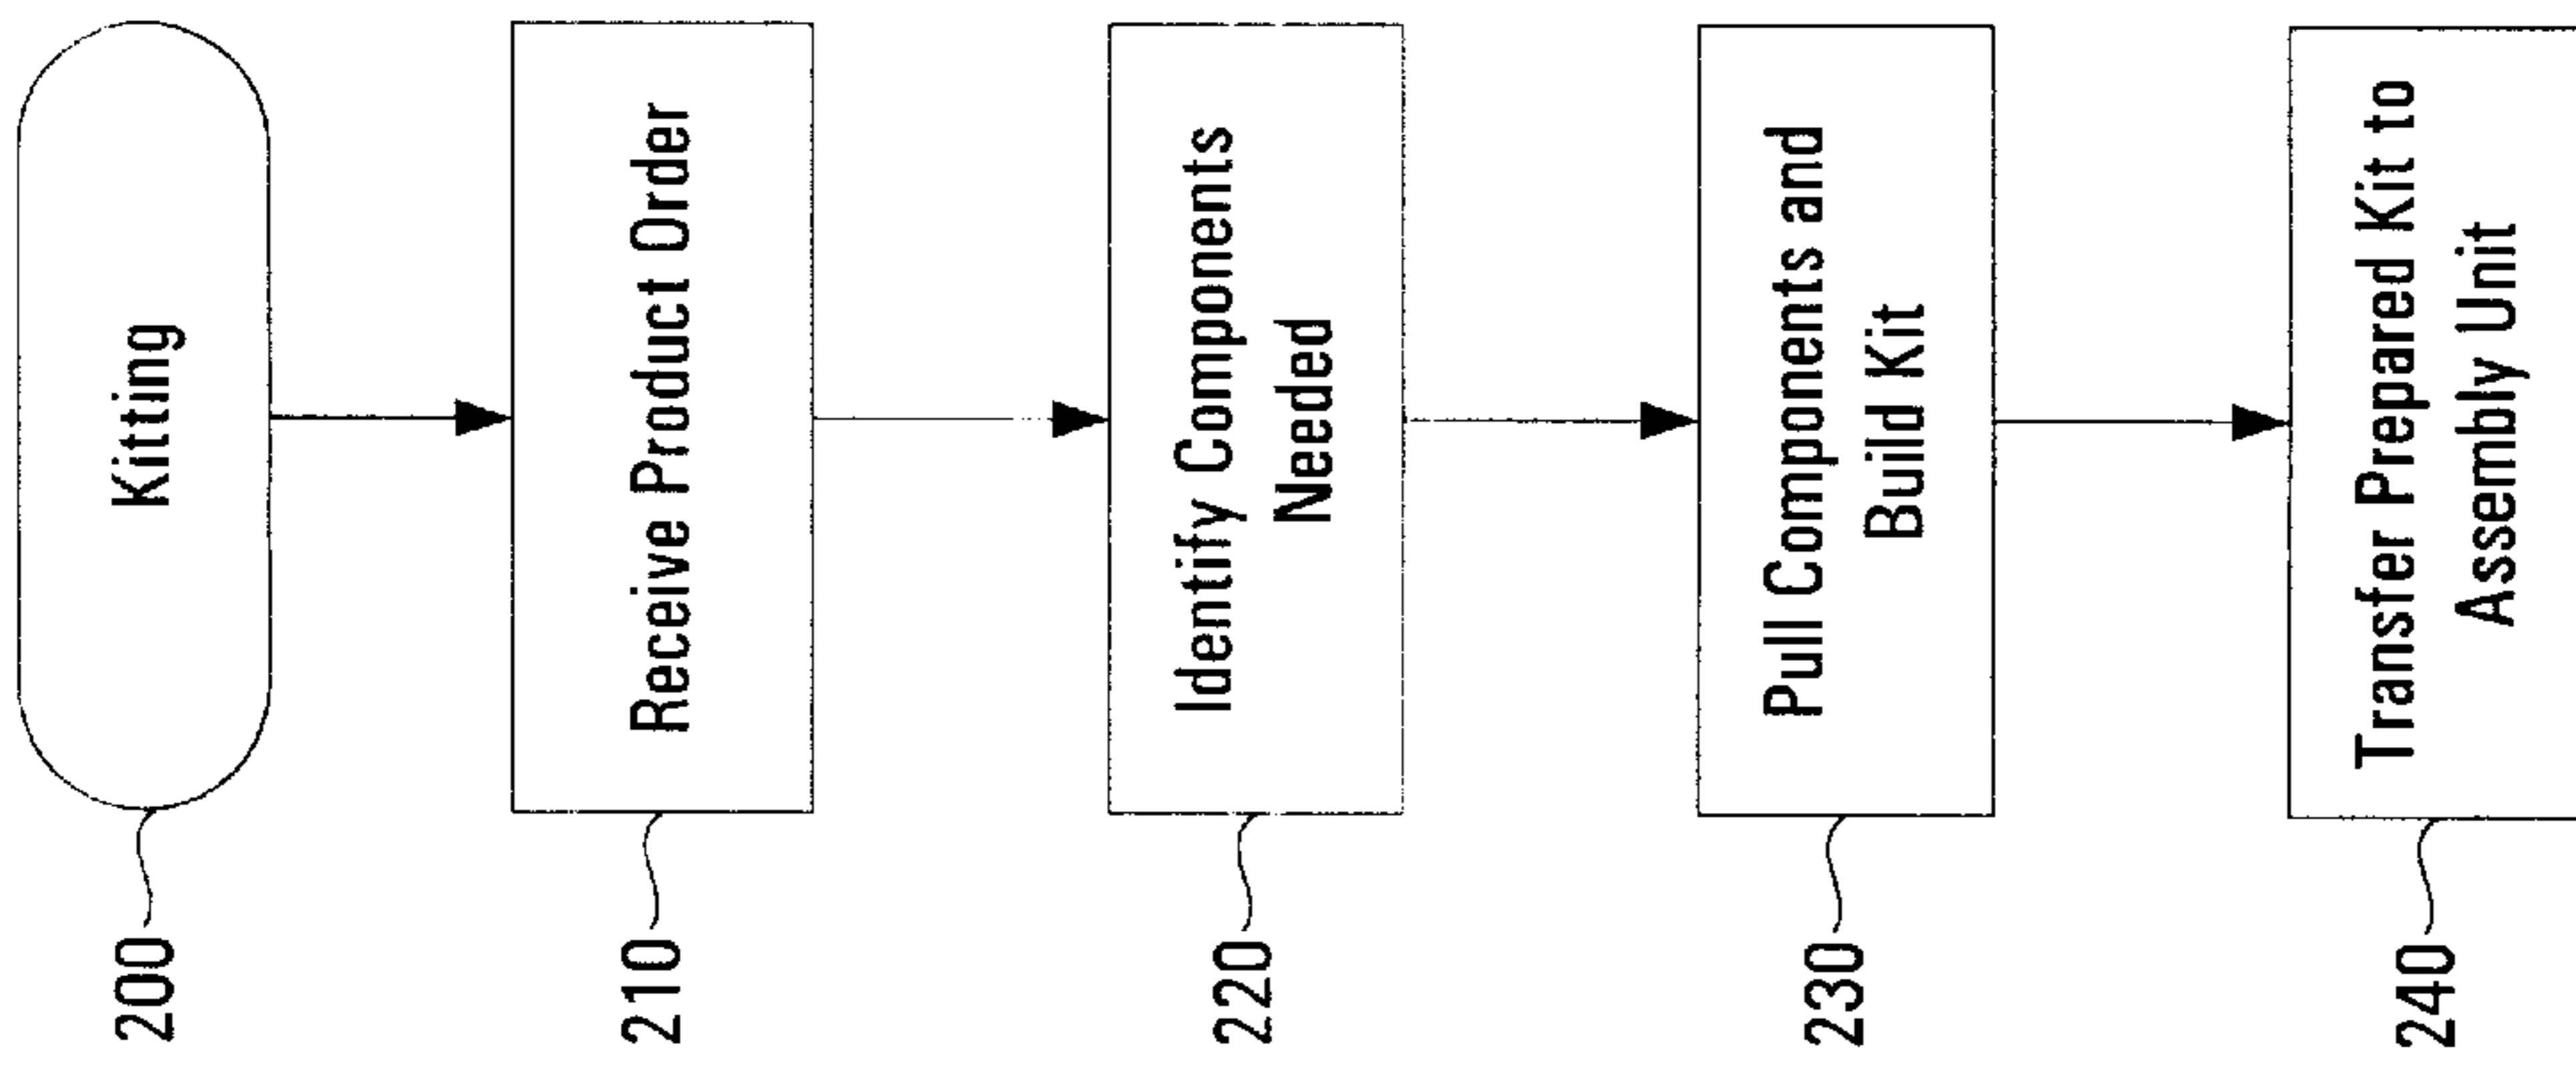 Kitting
200
Receive Product Order
210
Identify Components
Needed
220
Pull Components and
Build Kit
230
Transfer Prepared Kit to
Assembly Unit
240